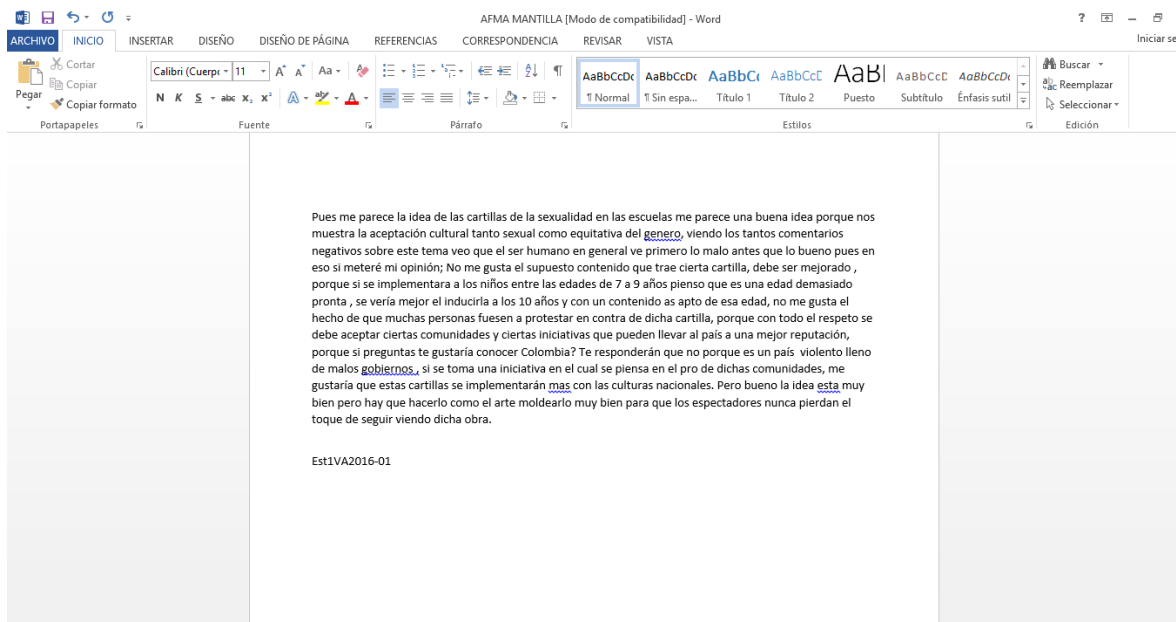 AFMA MANTILLA [Modo de compatibilidad] - Word
ARCHIVO INICIO INSERTAR DISEÑO DISEÑO DE PÁGINA REFERENCIAS CORRESPONDENCIA REVISAR VISTA Iniciar se
Pegar
Cortar
Copiar
Copiar formato
Portapapeles
Calibri (Cuerpo 11
N K S abc x₂ x²
Fuente
Párrafo
AaBbCcDc AaBbCcDc AaBbCc AaBbCcC AaBl AaBbCcD AaBbCcDc
¶ Normal ¶ Sin espa... Título 1 Título 2 Puesto Subtítulo Énfasis sutil
Estilos
Buscar
Reemplazar
Seleccionar
Edición
Pues me parece la idea de las cartillas de la sexualidad en las escuelas me parece una buena idea porque nos
muestra la aceptación cultural tanto sexual como equitativa del genero, viendo los tantos comentarios
negativos sobre este tema veo que el ser humano en general ve primero lo malo antes que lo bueno pues en
eso si meteré mi opinión; No me gusta el supuesto contenido que trae cierta cartilla, debe ser mejorado ,
porque si se implementara a los niños entre las edades de 7 a 9 años pienso que es una edad demasiado
pronta , se vería mejor el inducirla a los 10 años y con un contenido as apto de esa edad, no me gusta el
hecho de que muchas personas fuesen a protestar en contra de dicha cartilla, porque con todo el respeto se
debe aceptar ciertas comunidades y ciertas iniciativas que pueden llevar al país a una mejor reputación,
porque si preguntas te gustaría conocer Colombia? Te responderán que no porque es un país violento lleno
de malos gobiernos , si se toma una iniciativa en el cual se piensa en el pro de dichas comunidades, me
gustaría que estas cartillas se implementarán mas con las culturas nacionales. Pero bueno la idea esta muy
bien pero hay que hacerlo como el arte moldearlo muy bien para que los espectadores nunca pierdan el
toque de seguir viendo dicha obra.
Est1VA2016-01